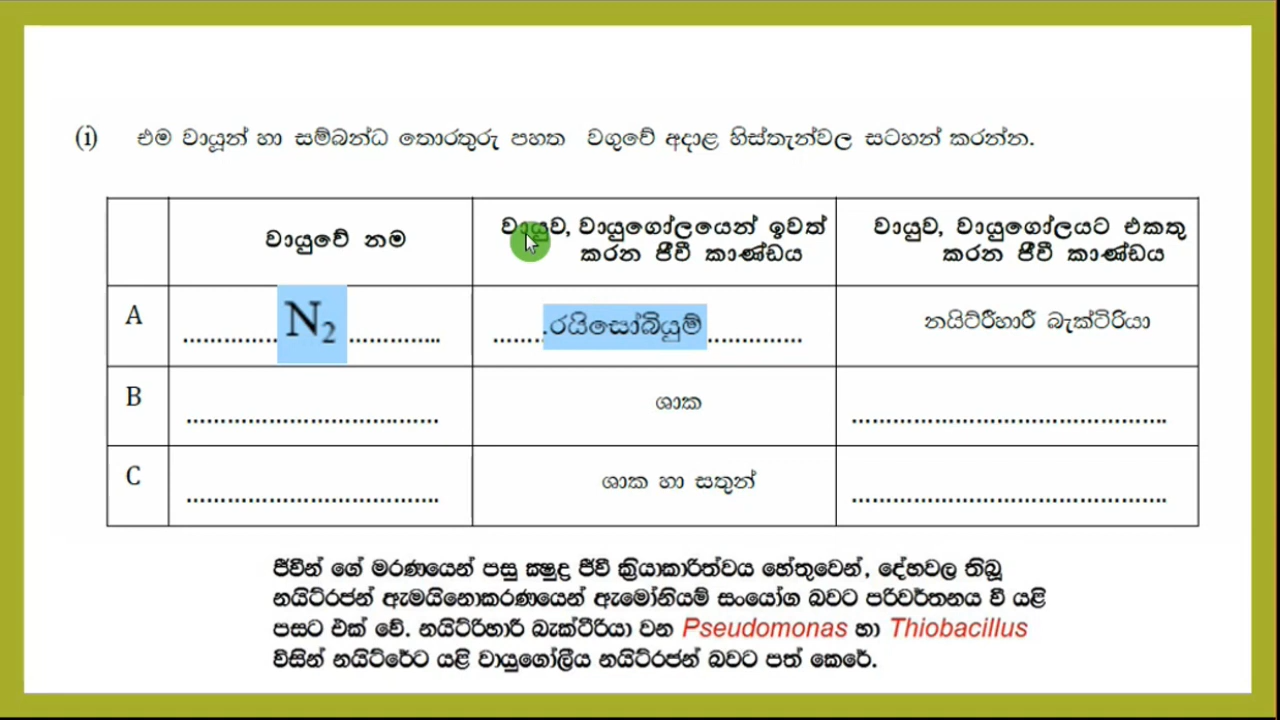 (i) එම වායූන් හා සම්බන්ධ තොරතුරු පහත වගුවේ අදාළ හිස්තැන්වල සටහන් කරන්න.
වායුවේ නම
වායුව, වායුගෝලයෙන් ඉවත්
කරන ජීවී කාණ්ඩය
වායුව, වායුගෝලයට එකතු
කරන ජීවී කාණ්ඩය
A
N₂
රයිසෝබියුම්
නයිට්රීහාරී බැක්ටීරියා
B
ශාක
C
ශාක හා සතුන්
ජීවීන් ගේ මරණයෙන් පසු ක්‍ෂුද්‍ර ජීවී ක්‍රියාකාරීත්වය හේතුවෙන්, දේහවල තිබූ
නයිට්රජන් ඇමයිනොකරණයෙන් ඇමෝනියම් සංයෝග බවට පරිවර්තනය වී යළි
පසට එක් වේ. නයිට්රිහාරී බැක්ටීරියා වන Pseudomonas හා Thiobacillus
විසින් නයිට්රේට යළි වායුගෝලීය නයිට්රජන් බවට පත් කෙරේ.